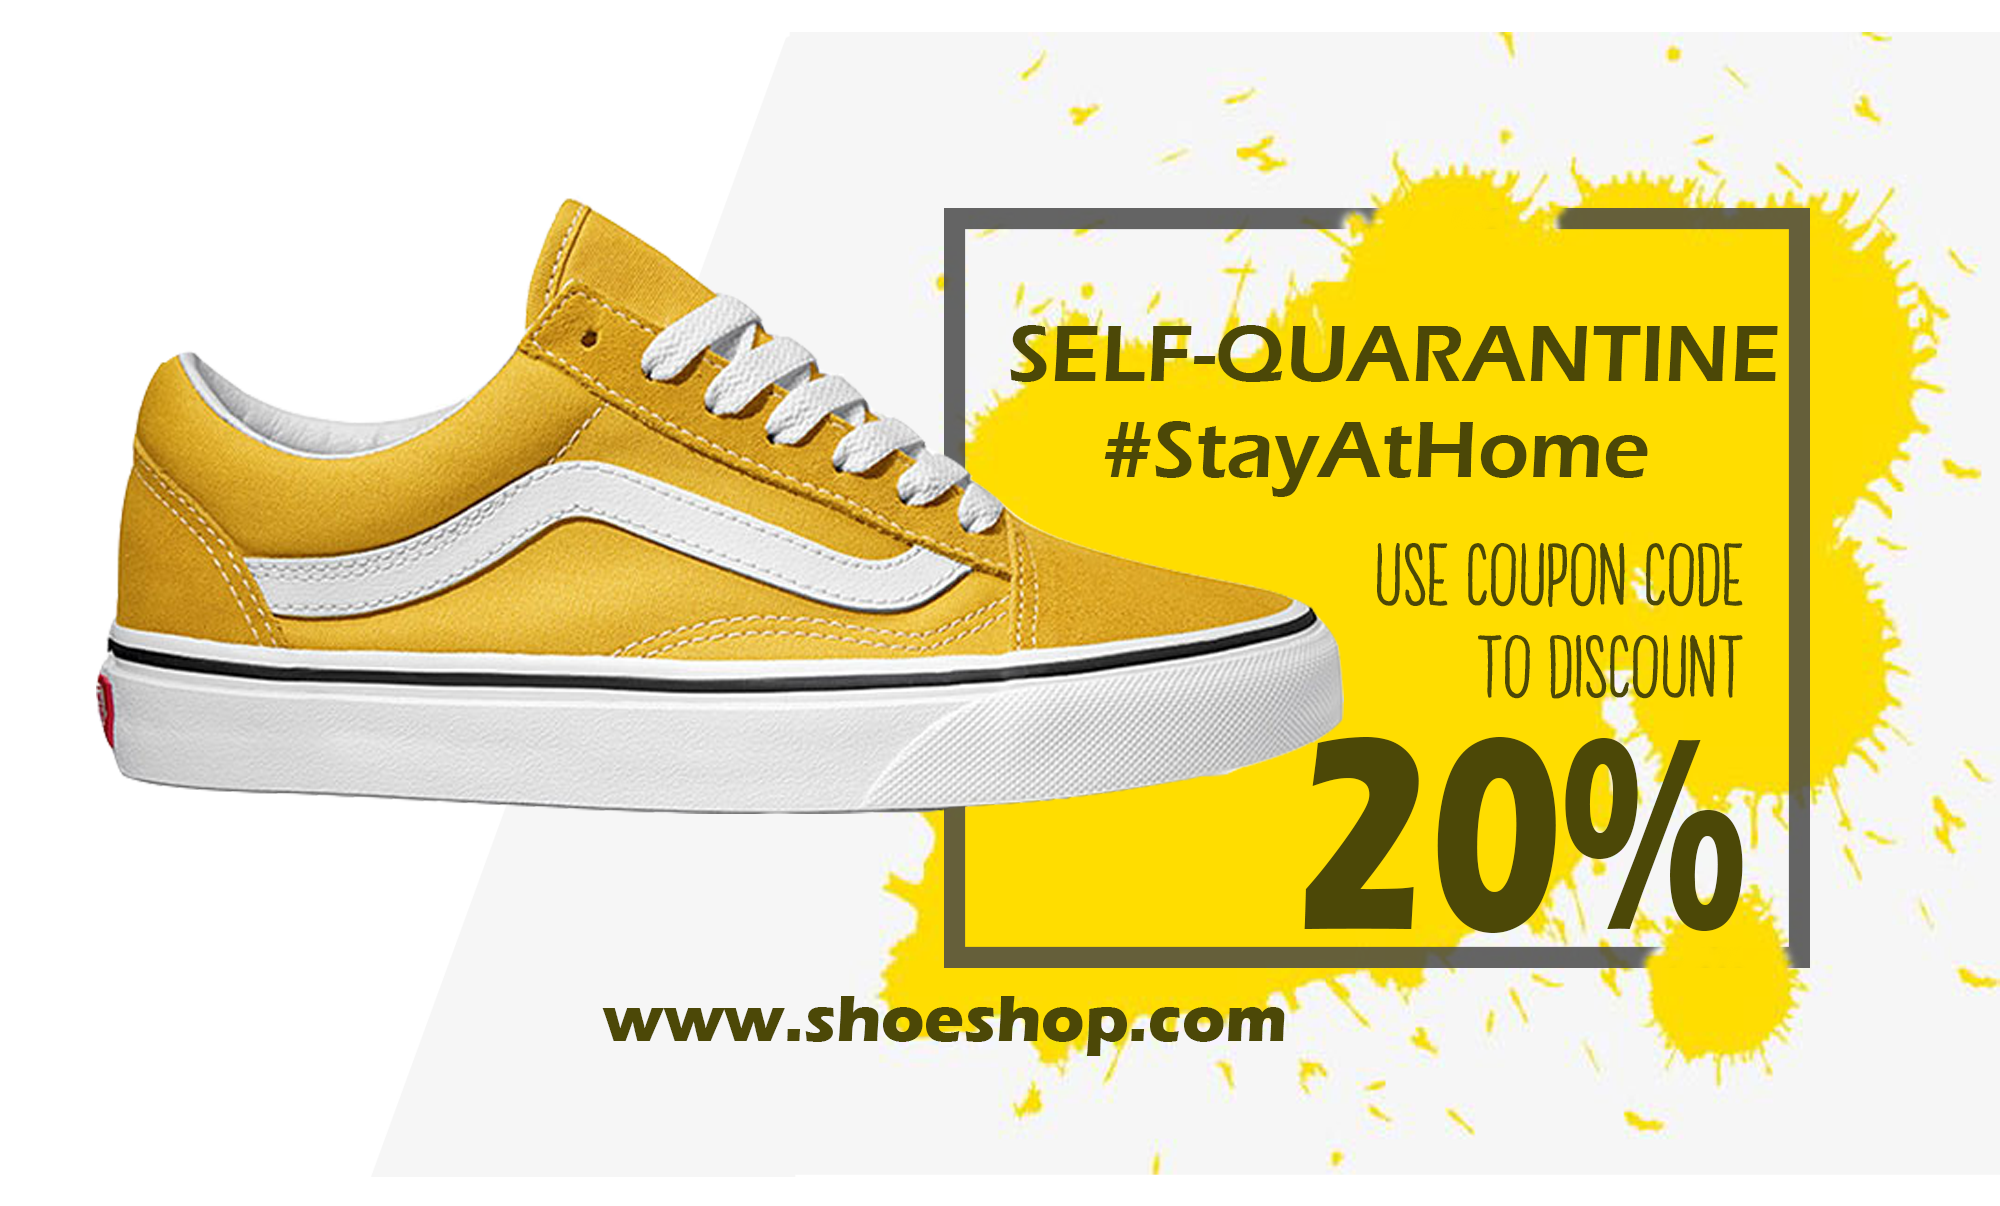 SELF-QUARANTINE
#StayAtHome
USE COUPON CODE
TO DISCOUNT
20%
www.shoeshop.com